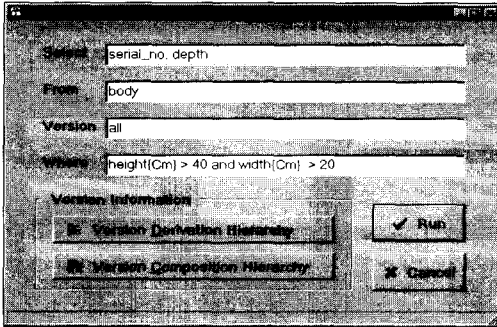 Select serial_no, depth
From body
Version all
Where height(Cm) > 40 and width(Cm) > 20
Version Information
Version Derivation Hierarchy
Run
Version Composition Hierarchy
Cancel